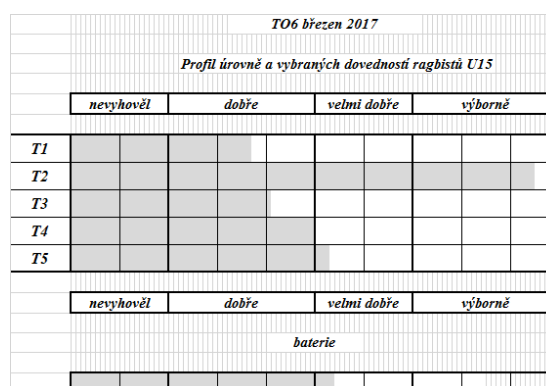 TO6 březen 2017
Profil úrovně a vybraných dovedností ragbistů U15
nevyhověl dobře velmi dobře výborně
T1
T2
T3
T4
T5
nevyhověl dobře velmi dobře výborně
baterie